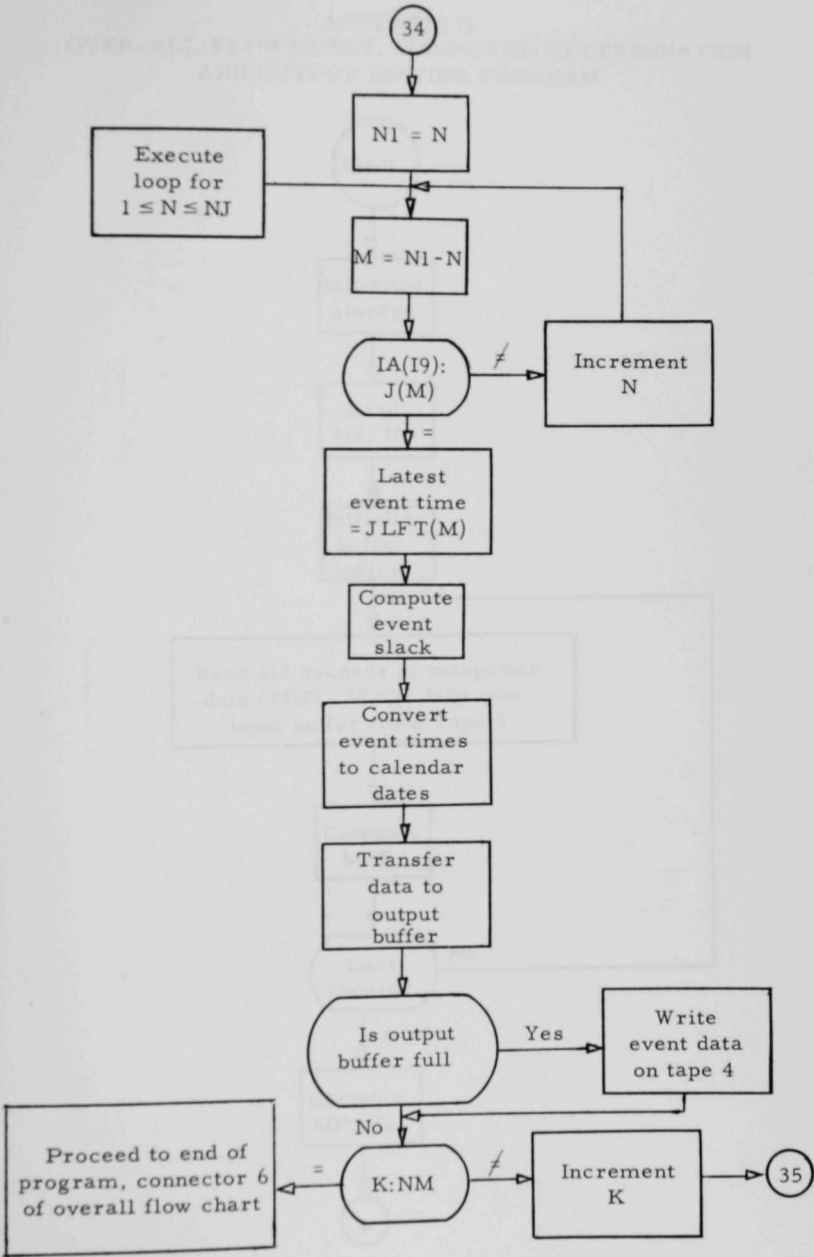 34
N1 = N
Execute
loop for
1 ≤ N ≤ NJ
M = N1 - N
IA(I9):
J(M)
≠
Increment
N
=
Latest
event time
= JLFT(M)
Compute
event
slack
Convert
event times
to calendar
dates
Transfer
data to
output
buffer
Is output
buffer full
Yes
Write
event data
on tape 4
No
Proceed to end of
program, connector 6
of overall flow chart
=
K:NM
≠
Increment
K
35